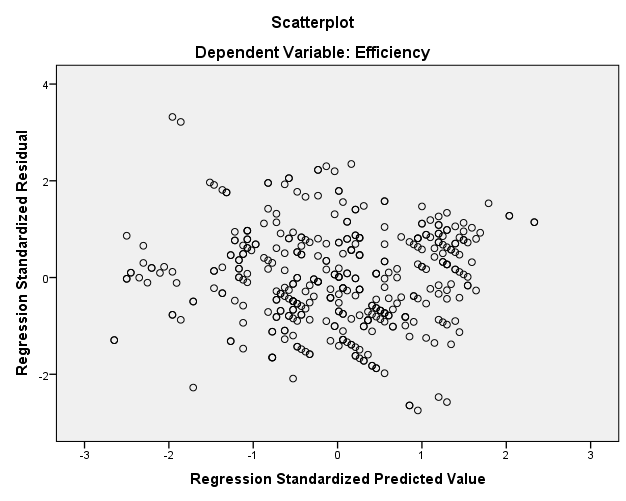 Scatterplot
Dependent Variable: Efficiency
Regression Standardized Residual
4
2
0
-2
-3
-2
-1
0
1
2
3
Regression Standardized Predicted Value